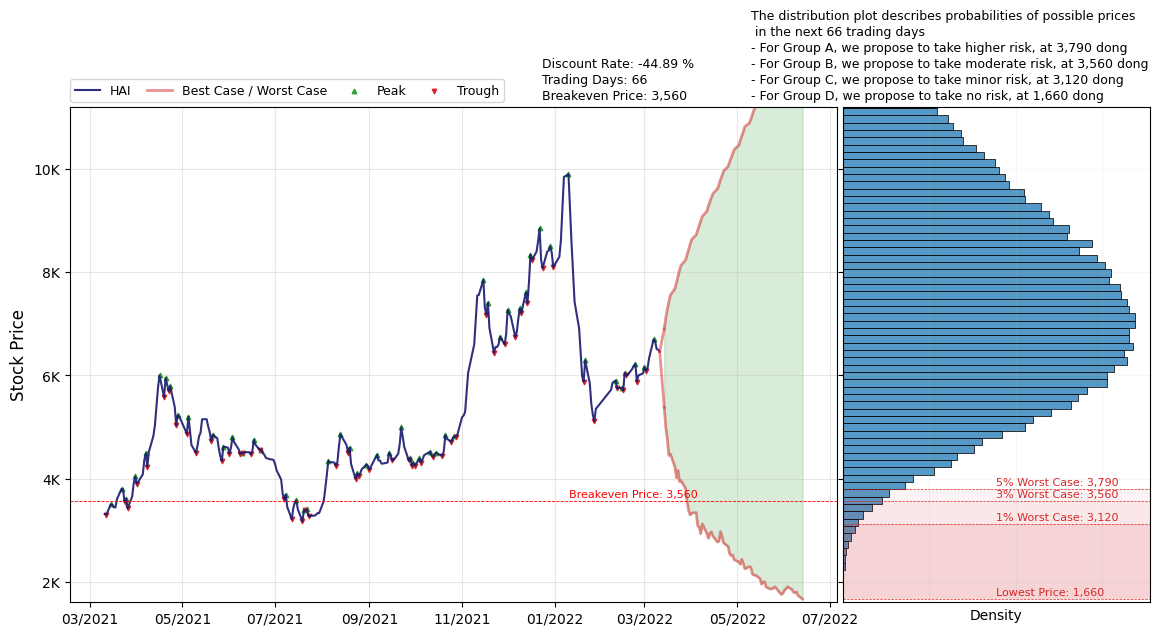 The distribution plot describes probabilities of possible prices
in the next 66 trading days
- For Group A, we propose to take higher risk, at 3,790 dong
- For Group B, we propose to take moderate risk, at 3,560 dong
- For Group C, we propose to take minor risk, at 3,120 dong
- For Group D, we propose to take no risk, at 1,660 dong
Discount Rate: -44.89 %
Trading Days: 66
Breakeven Price: 3,560
HAI
Best Case / Worst Case
Peak
Trough
Stock Price
10K
8K
6K
4K
2K
Breakeven Price: 3,560
5% Worst Case: 3,790
3% Worst Case: 3,560
1% Worst Case: 3,120
Lowest Price: 1,660
03/2021
05/2021
07/2021
09/2021
11/2021
01/2022
03/2022
05/2022
07/2022
Density